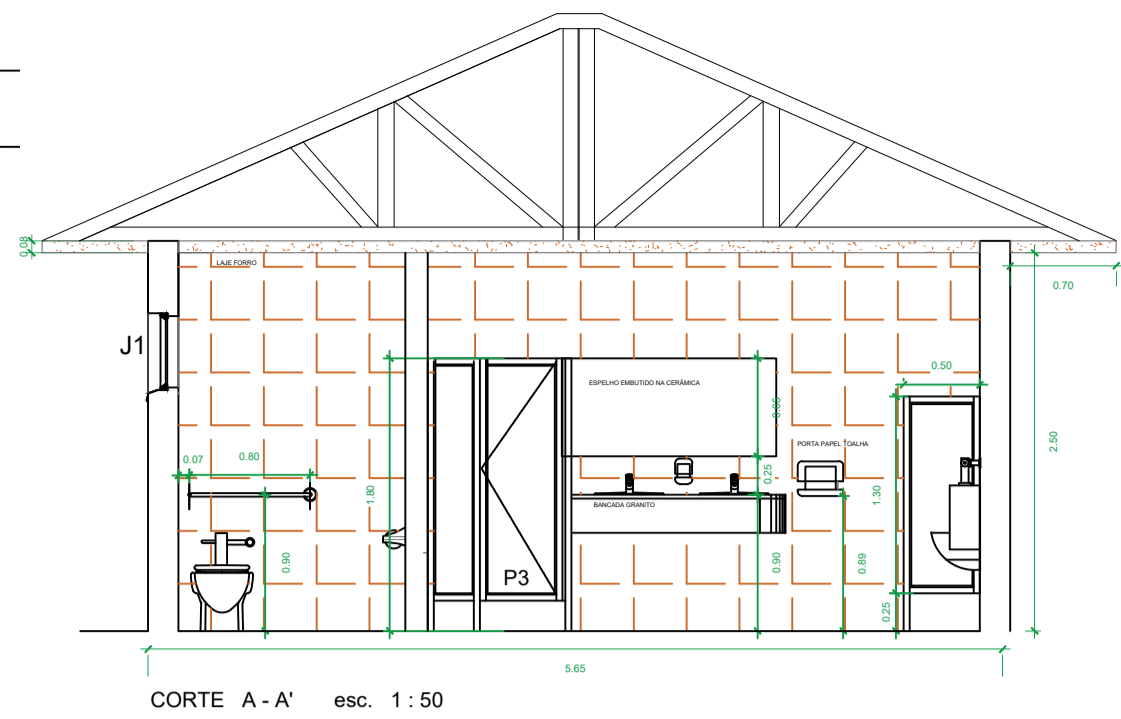 0.08
LAJE FORRO
0.70
J1
0.50
ESPELHO EMBUTIDO NA CERÂMICA
0.65
2.50
PORTA PAPEL TOALHA
0.07
0.80
0.25
1.80
1.30
BANCADA GRANITO
0.90
0.90
0.89
P3
0.25
5.65
CORTE A - A' esc. 1 : 50